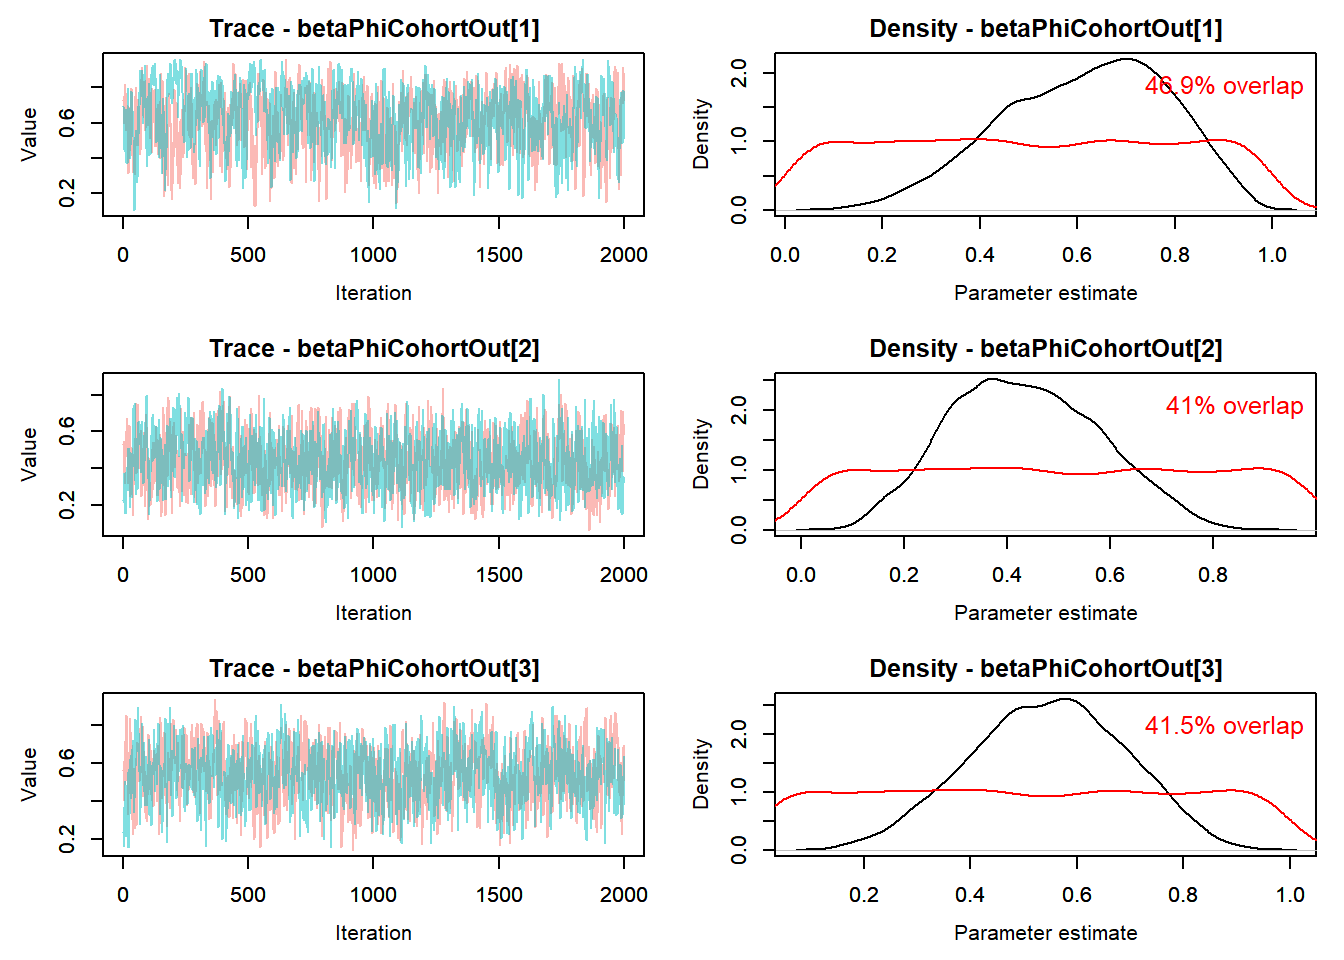 Trace - betaPhiCohortOut[1]
Value
0.2
0.6
0
500
1000
1500
2000
Iteration
Density - betaPhiCohortOut[1]
46.9% overlap
Density
0.0
1.0
2.0
0.0
0.2
0.4
0.6
0.8
1.0
Parameter estimate
Trace - betaPhiCohortOut[2]
Value
0.2
0.6
0
500
1000
1500
2000
Iteration
Density - betaPhiCohortOut[2]
41% overlap
Density
0.0
1.0
2.0
0.0
0.2
0.4
0.6
0.8
Parameter estimate
Trace - betaPhiCohortOut[3]
Value
0.2
0.6
0
500
1000
1500
2000
Iteration
Density - betaPhiCohortOut[3]
41.5% overlap
Density
0.0
1.0
2.0
0.2
0.4
0.6
0.8
1.0
Parameter estimate